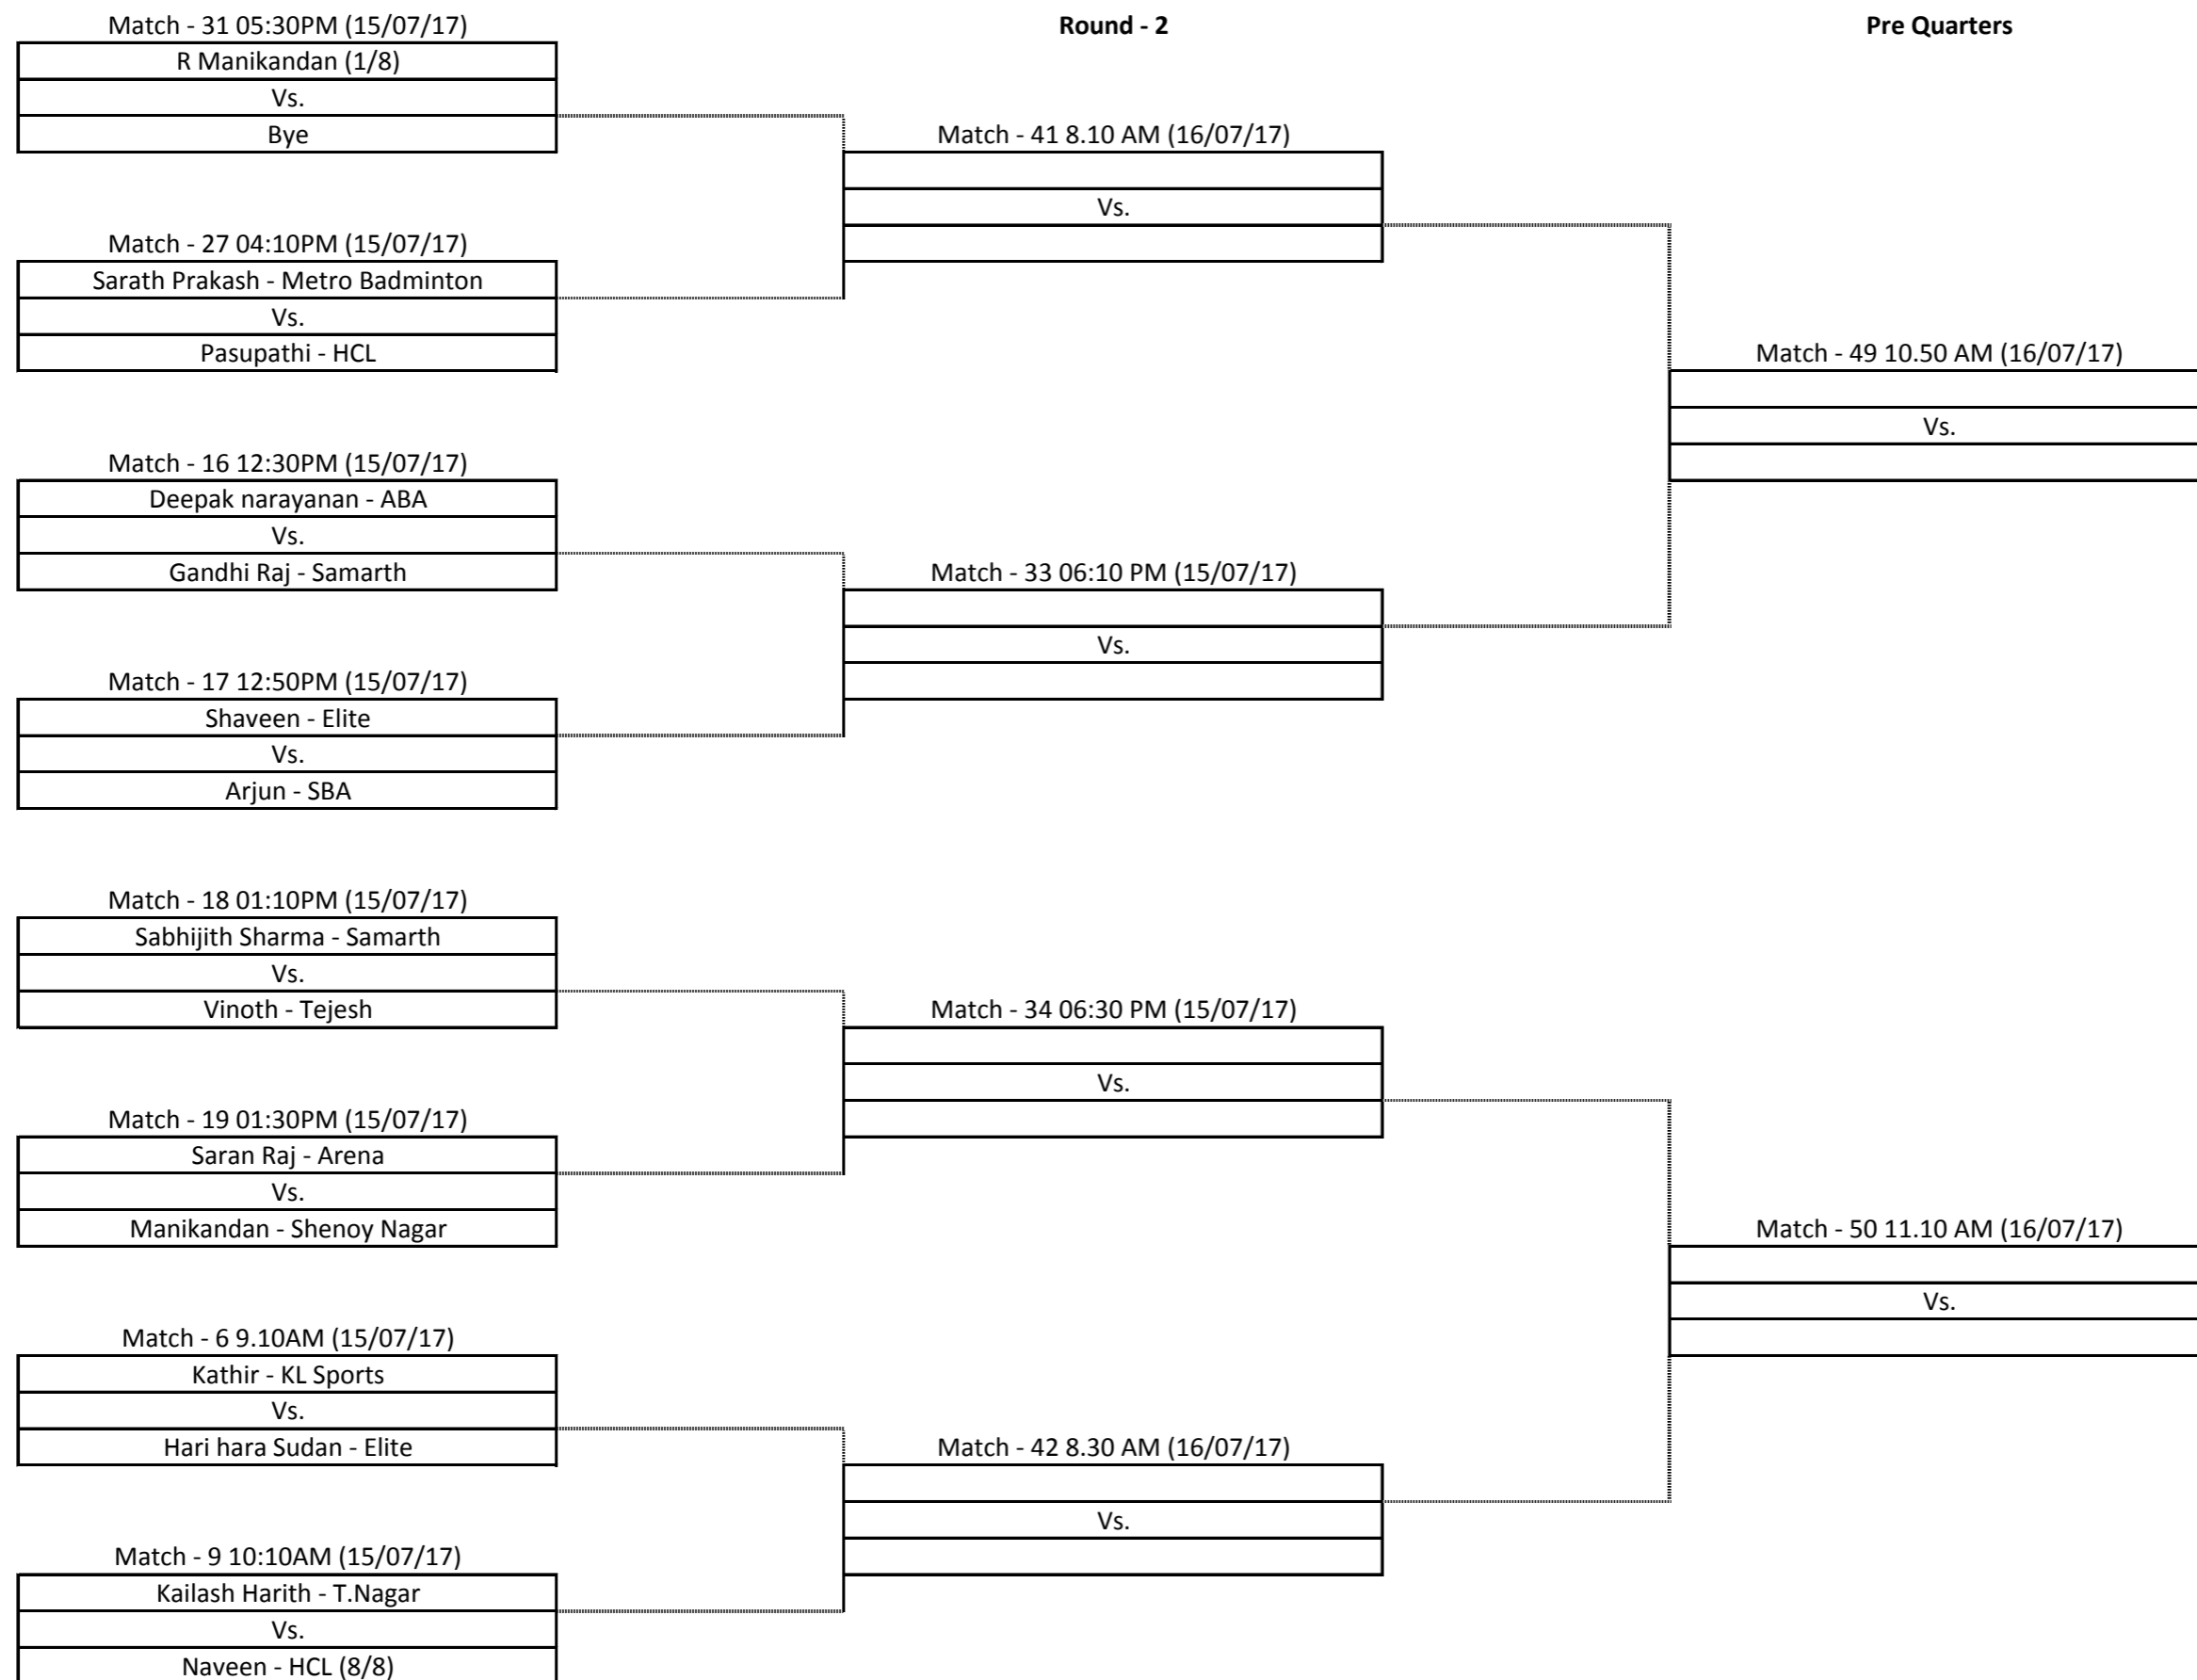 Match - 31 05:30PM (15/07/17)
Round - 2
Pre Quarters
R Manikandan (1/8)
Vs.
Bye
Match - 41 8.10 AM (16/07/17)
Vs.
Match - 27 04:10PM (15/07/17)
Sarath Prakash - Metro Badminton
Vs.
Pasupathi - HCL
Match - 49 10.50 AM (16/07/17)
Vs.
Match - 16 12:30PM (15/07/17)
Deepak narayanan - ABA
Vs.
Gandhi Raj - Samarth
Match - 33 06:10 PM (15/07/17)
Vs.
Match - 17 12:50PM (15/07/17)
Shaveen - Elite
Vs.
Arjun - SBA
Match - 18 01:10PM (15/07/17)
Sabhijith Sharma - Samarth
Vs.
Vinoth - Tejesh
Match - 34 06:30 PM (15/07/17)
Vs.
Match - 19 01:30PM (15/07/17)
Saran Raj - Arena
Vs.
Manikandan - Shenoy Nagar
Match - 50 11.10 AM (16/07/17)
Vs.
Match - 6 9.10AM (15/07/17)
Kathir - KL Sports
Vs.
Hari hara Sudan - Elite
Match - 42 8.30 AM (16/07/17)
Vs.
Match - 9 10:10AM (15/07/17)
Kailash Harith - T.Nagar
Vs.
Naveen - HCL (8/8)